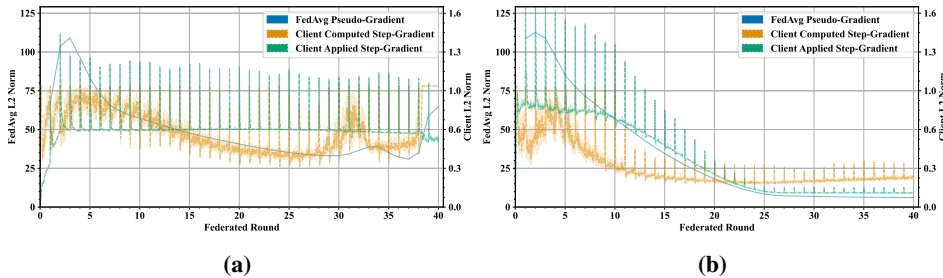 FedAvg L2 Norm
125
100
75
50
25
0
1.6
1.3
1.0
0.6
0.3
0.0
Client L2 Norm
FedAvg Pseudo-Gradient
Client Computed Step-Gradient
Client Applied Step-Gradient
0 5 10 15 20 25 30 35 40
Federated Round
(a)
FedAvg L2 Norm
125
100
75
50
25
0
1.6
1.3
1.0
0.6
0.3
0.0
Client L2 Norm
FedAvg Pseudo-Gradient
Client Computed Step-Gradient
Client Applied Step-Gradient
0 5 10 15 20 25 30 35 40
Federated Round
(b)